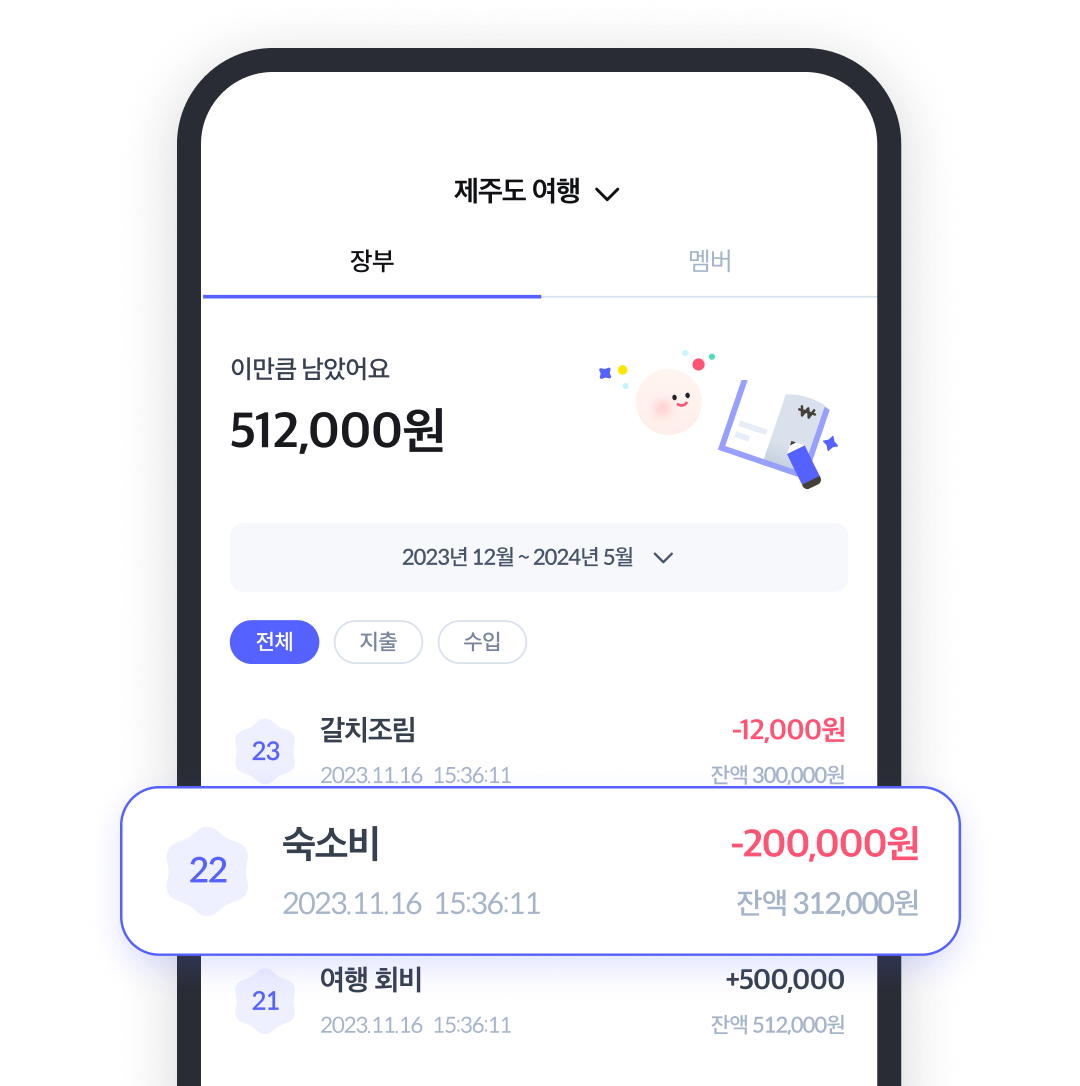 제주도 여행
장부 멤버
이만큼 남았어요
512,000원
₩
2023년 12월 ~ 2024년 5월
전체 지출 수입
23 갈치조림 -12,000원
2023.11.16 15:36:11 잔액 300,000원
22 숙소비 -200,000원
2023.11.16 15:36:11 잔액 312,000원
21 여행 회비 +500,000
2023.11.16 15:36:11 잔액 512,000원